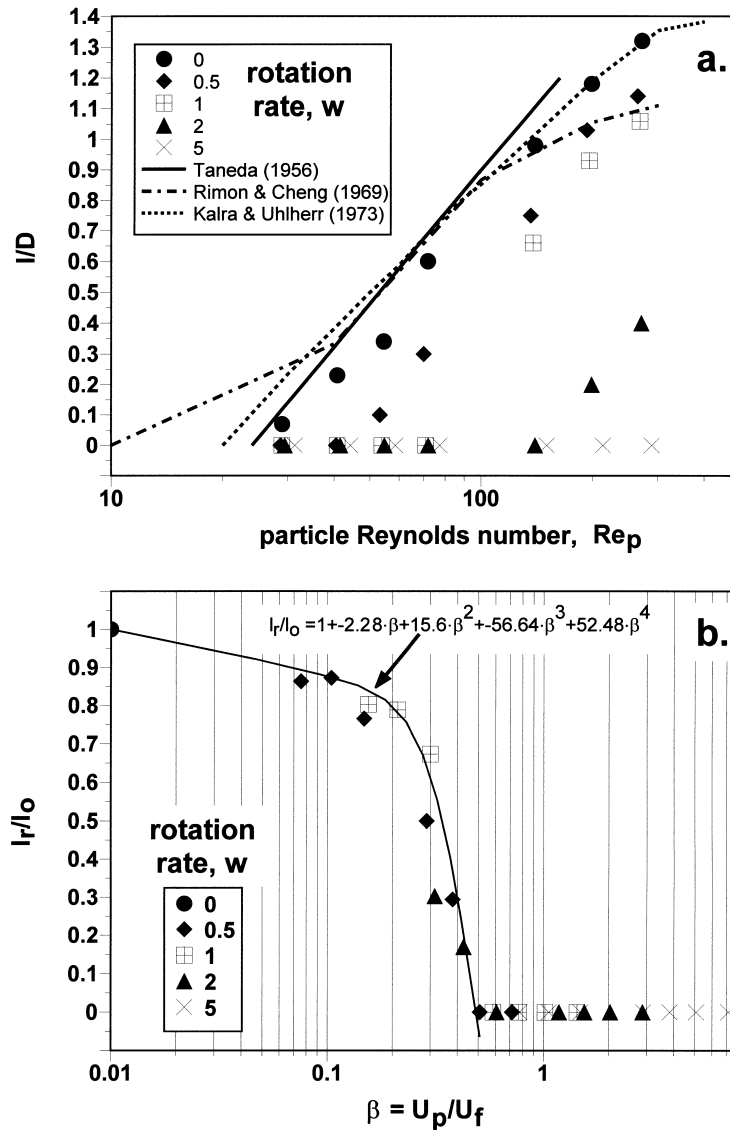 1.4
1.3
1.2
1.1
1
0.9
0.8
0.7
0.6
0.5
0.4
0.3
0.2
0.1
0
I/D
a.
0
0.5
1
2
5
rotation
rate, w
Taneda (1956)
Rimon & Cheng (1969)
Kalra & Uhlherr (1973)
10
100
particle Reynolds number, Rep
b.
Ir/Io =1+-2.28·β+15.6·β²+-56.64·β³+52.48·β⁴
1
0.9
0.8
0.7
0.6
0.5
0.4
0.3
0.2
0.1
0
Ir/Io
rotation
rate, w
0
0.5
1
2
5
0.01
0.1
1
β = Up/Uf